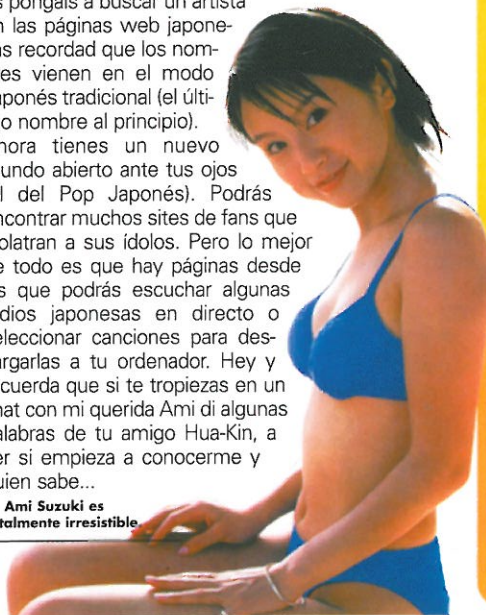 pongáis a buscar un artista
las páginas web japone-
recordad que los nom-
es vienen en el modo
aponés tradicional (el últi-
o nombre al principio).
hora tienes un nuevo
undo abierto ante tus ojos
l del Pop Japonés). Podrás
ncontrar muchos sites de fans que
olatran a sus ídolos. Pero lo mejor
e todo es que hay páginas desde
s que podrás escuchar algunas
dios japonesas en directo o
eleccionar canciones para des-
argarlas a tu ordenador. Hey y
cuerda que si te tropiezas en un
hat con mi querida Ami di algunas
alabras de tu amigo Hua-Kin, a
er si empieza a conocerme y
uien sabe...
Ami Suzuki es
talmente irresistible.